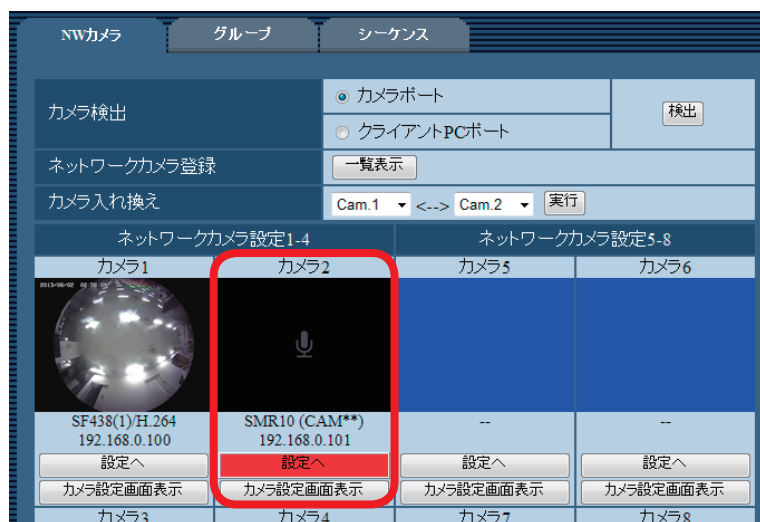 NWカメラ グループ シーケンス
カメラ検出 カメラポート 検出
クライアントPCポート
ネットワークカメラ登録 一覧表示
カメラ入れ換え Cam.1 <--> Cam.2 実行
ネットワークカメラ設定1-4 ネットワークカメラ設定5-8
カメラ1 カメラ2 カメラ5 カメラ6
SF438(1)/H.264 SMR10 (CAM**) -- --
192.168.0.100 192.168.0.101
設定へ 設定へ 設定へ 設定へ
カメラ設定画面表示 カメラ設定画面表示 カメラ設定画面表示 カメラ設定画面表示
カメラ3 カメラ4 カメラ7 カメラ8